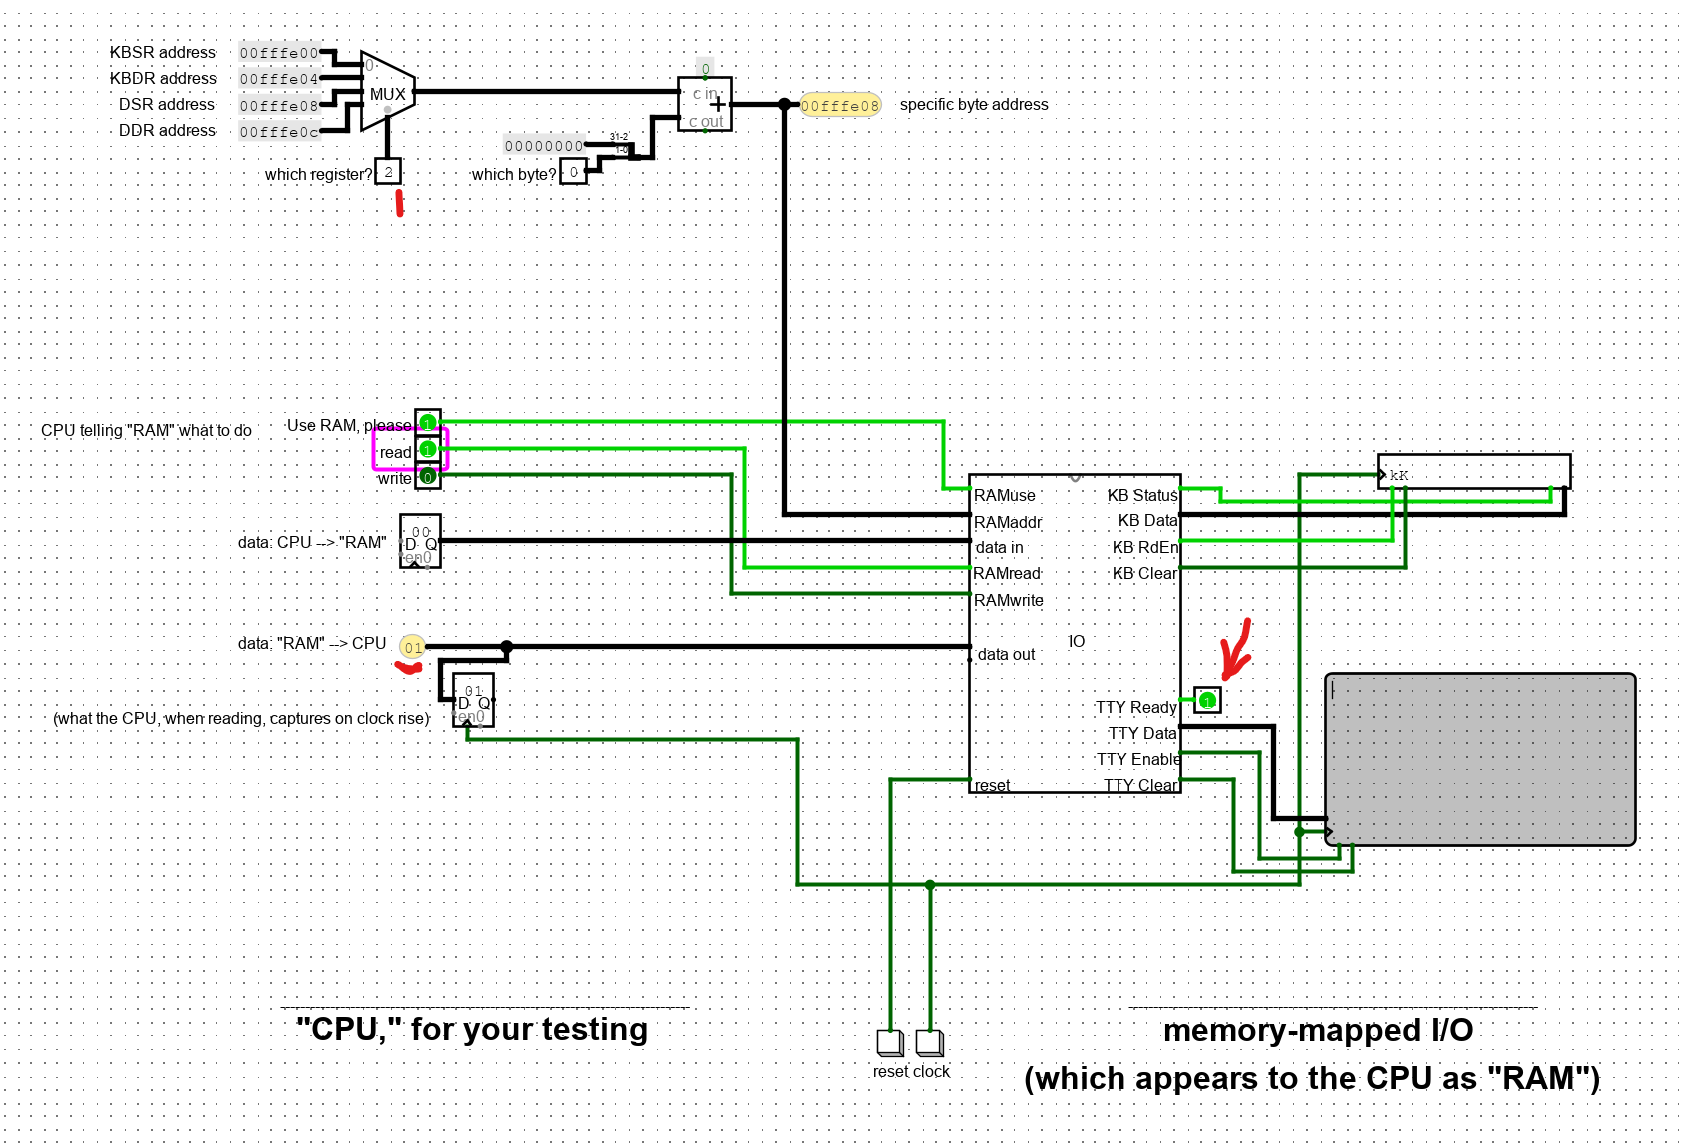 KBSR address 00fffe00
KBDR address 00fffe04
DSR address 00fffe08
DDR address 00fffe0c
0
MUX
which register? 2
00000000
31-2
1-0
which byte? 0
0
c in
+
c out
00fffe08 specific byte address
CPU telling "RAM" what to do
Use RAM, please 1
read 1
write 0
data: CPU --> "RAM"
00
D Q
en0
data: "RAM" --> CPU 01
01
D Q
en0
(what the CPU, when reading, captures on clock rise)
RAMuse
RAMaddr
data in
RAMread
RAMwrite
data out
reset
IO
KB Status
KB Data
KB RdEn
KB Clear
TTY Ready 1
TTY Data
TTY Enable
TTY Clear
kK
reset clock
"CPU," for your testing
memory-mapped I/O
(which appears to the CPU as "RAM")